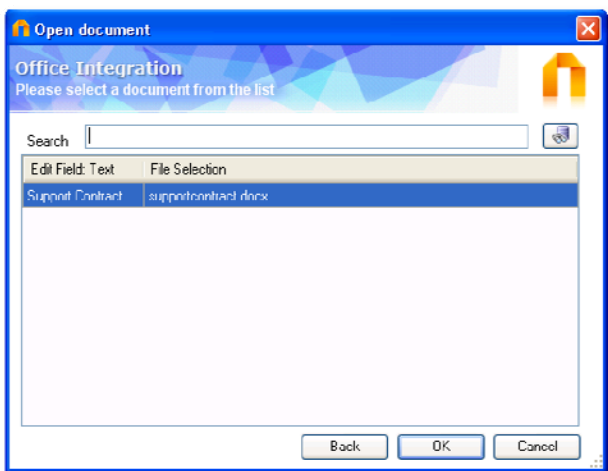 Open document
Office Integration
Please select a document from the list
Search
Edit Field: Text File Selection
Support Contract supportcontract.docx
Back OK Cancel